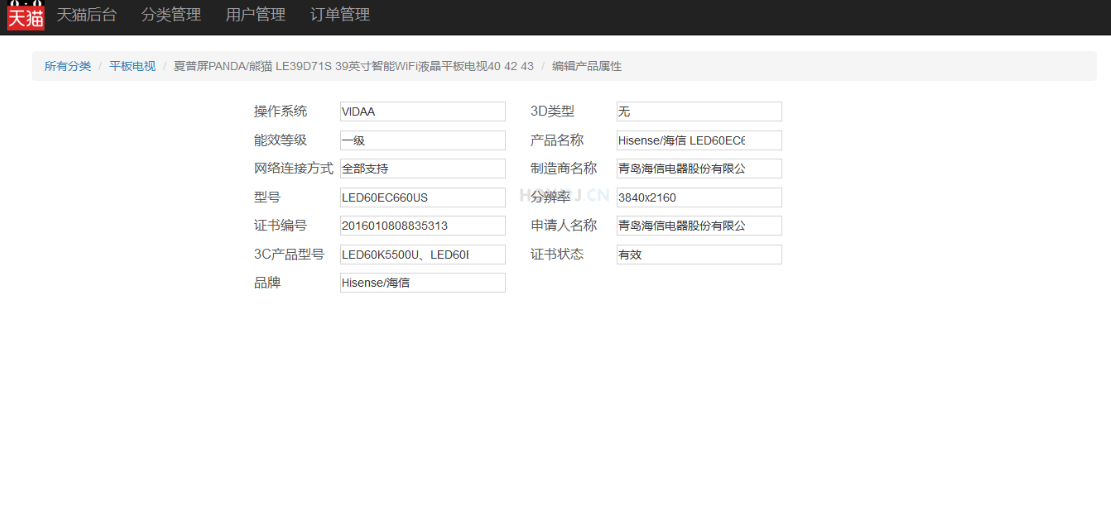 天猫 天猫后台 分类管理 用户管理 订单管理
所有分类 / 平板电视 / 夏普屏PANDA/熊猫 LE39D71S 39英寸智能WiFi液晶平板电视40 42 43 / 编辑产品属性
操作系统 VIDAA 3D类型 无
能效等级 一级 产品名称 Hisense/海信 LED60EC6
网络连接方式 全部支持 制造商名称 青岛海信电器股份有限公
型号 LED60EC660US 分辨率 3840x2160
证书编号 2016010808835313 申请人名称 青岛海信电器股份有限公
3C产品型号 LED60K5500U、LED60 证书状态 有效
品牌 Hisense/海信